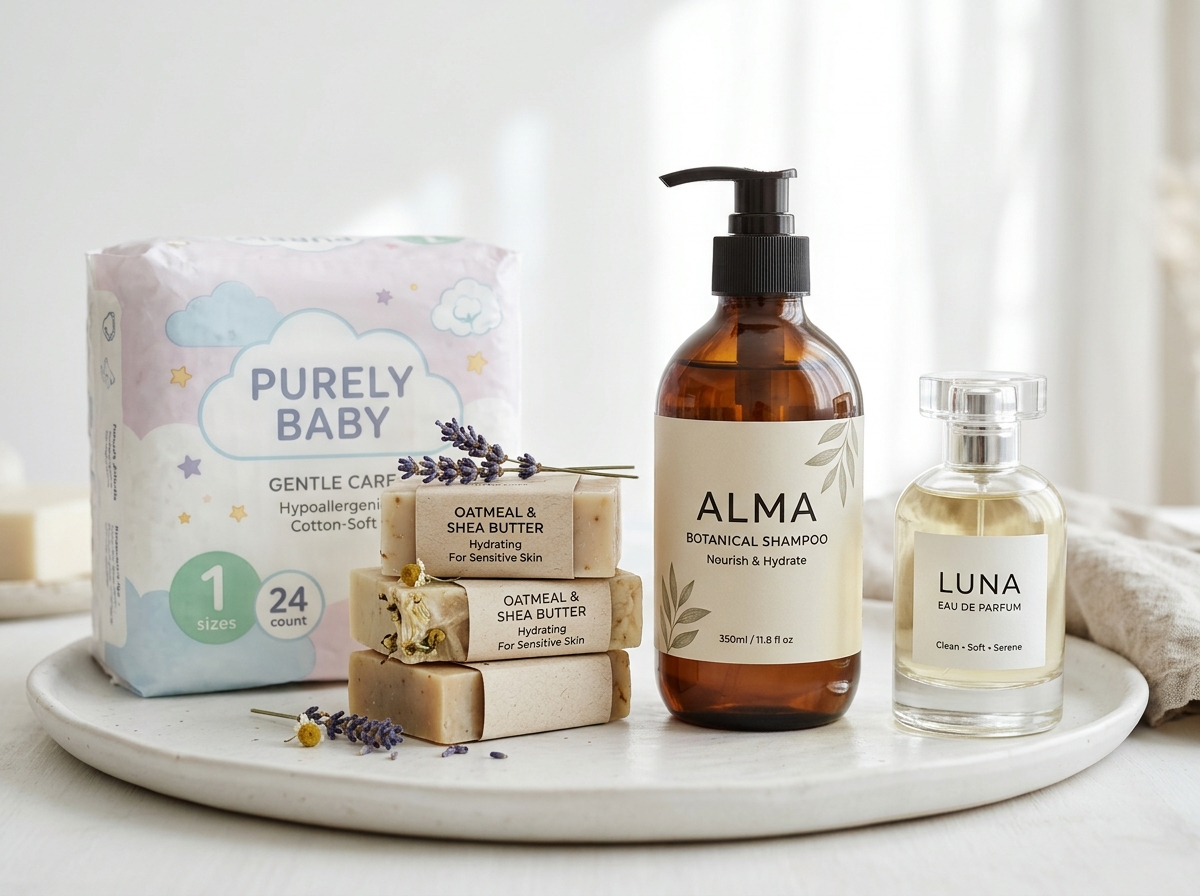 PURELY
BABY
GENTLE CARE
Hypoallergeni
Cotton-Soft
1
sizes
24
count
OATMEAL &
SHEA BUTTER
Hydrating
For Sensitive Skin
OATMEAL &
SHEA BUTTER
Hydrating
For Sensitive Skin
ALMA
BOTANICAL SHAMPOO
Nourish & Hydrate
350ml / 11.8 fl oz
LUNA
EAU DE PARFUM
Clean • Soft • Serene